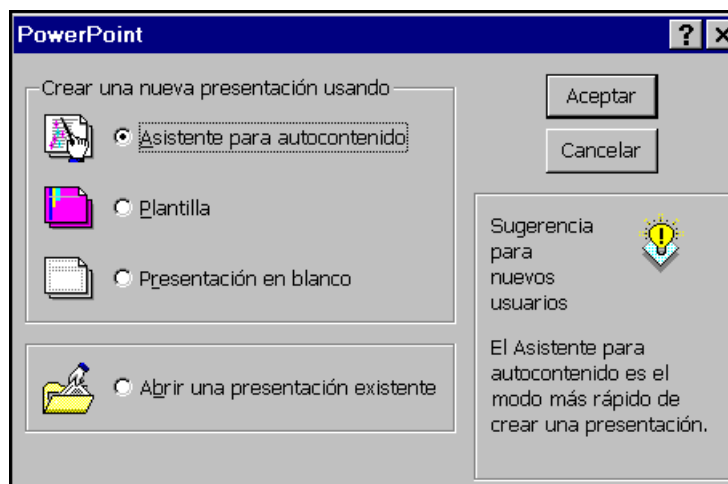 PowerPoint
Crear una nueva presentación usando
Asistente para autocontenido
Plantilla
Presentación en blanco
Abrir una presentación existente
Aceptar
Cancelar
Sugerencia
para
nuevos
usuarios
El Asistente para
autocontenido es el
modo más rápido de
crear una presentación.